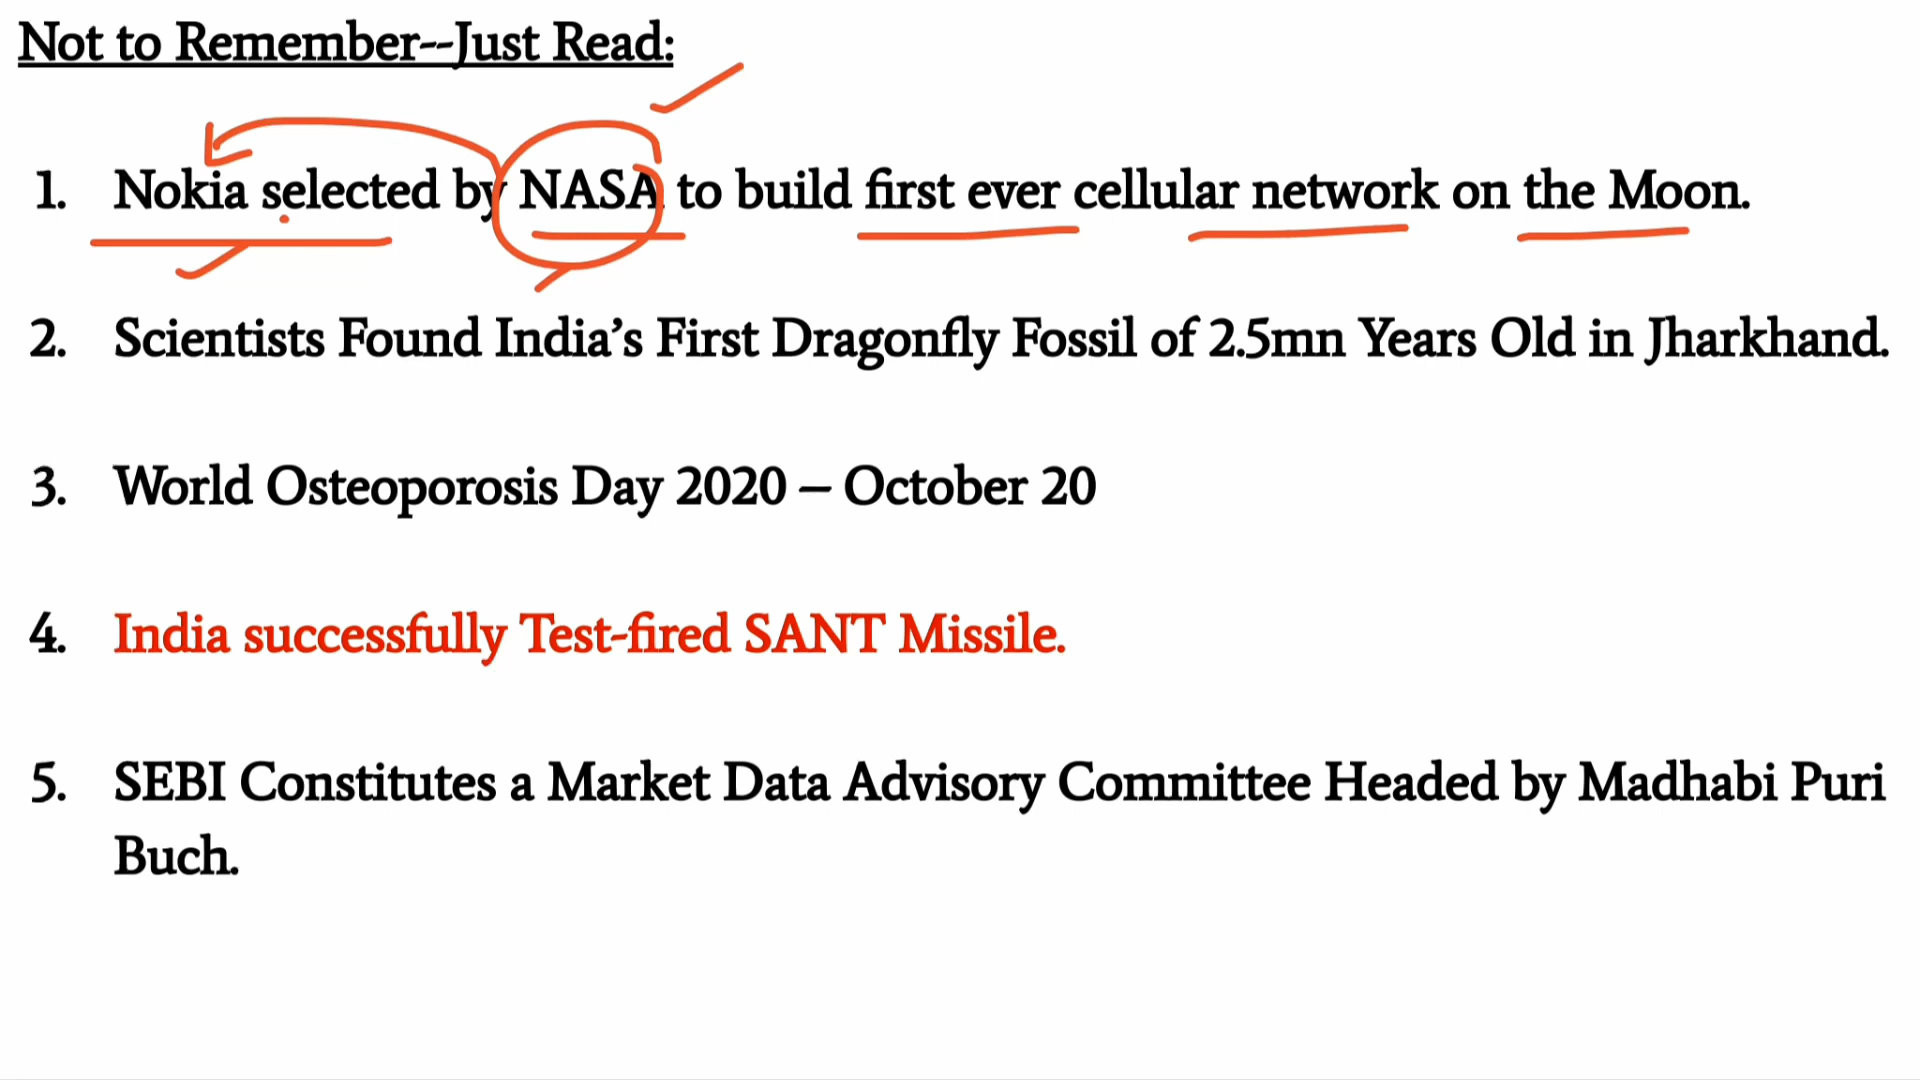 Not to Remember--Just Read:
1. Nokia selected by NASA to build first ever cellular network on the Moon.
2. Scientists Found India’s First Dragonfly Fossil of 2.5mn Years Old in Jharkhand.
3. World Osteoporosis Day 2020 – October 20
4. India successfully Test-fired SANT Missile.
5. SEBI Constitutes a Market Data Advisory Committee Headed by Madhabi Puri
Buch.